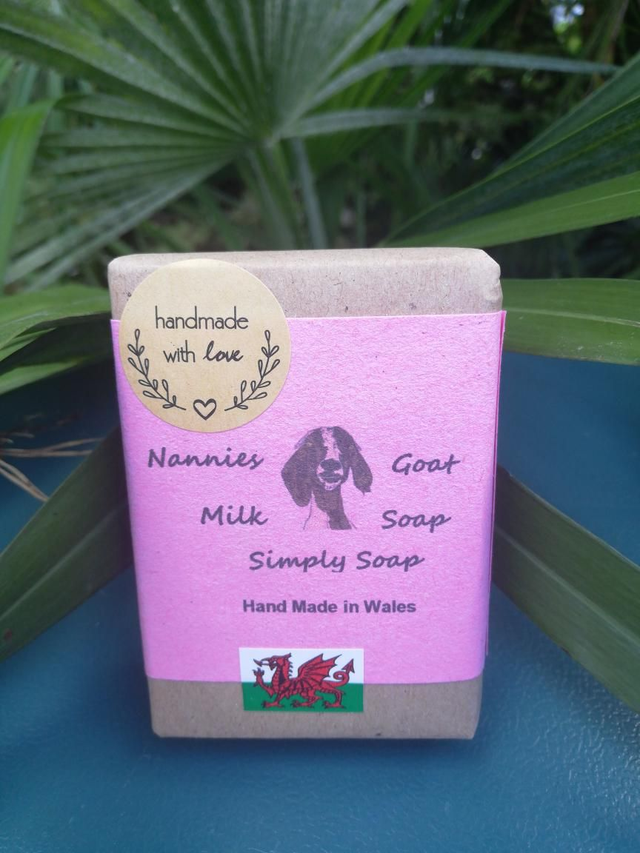 handmade
with love
Nannies Goat
Milk Soap
Simply Soap
Hand Made in Wales